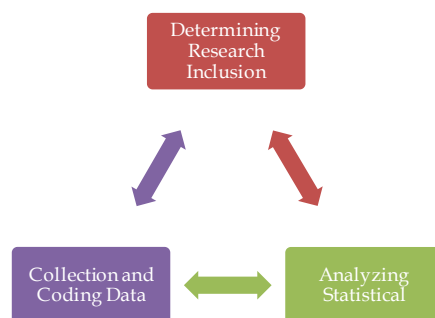 Determining
Research
Inclusion
Collection and
Coding Data
Analyzing
Statistical